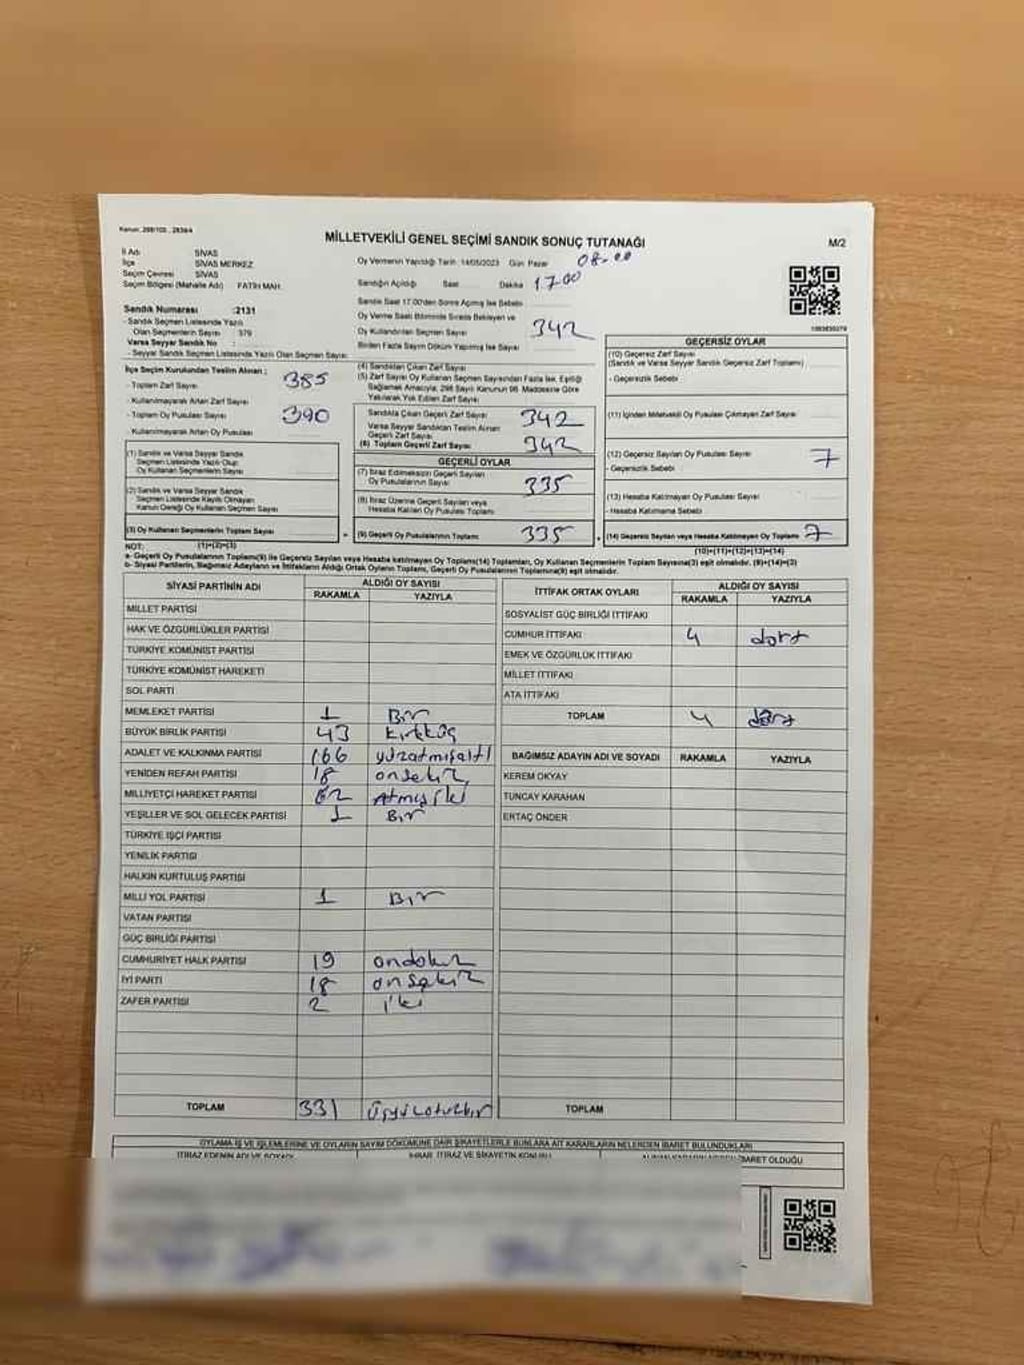 Kanun: 298/105., 2839/4
MİLLETVEKİLİ GENEL SEÇİMİ SANDIK SONUÇ TUTANAĞI
M/2
İl Adı SİVAS
İlçe SİVAS MERKEZ
Seçim Çevresi SİVAS
Seçim Bölgesi (Mahalle Adı) FATİH MAH.
Oy Vermenin Yapıldığı Tarih: 14/05/2023 Gün: Pazar 08.00
Sandığın Açıldığı Saat Dakika 17.00
Sandık Saat 17.00'den Sonra Açılmış İse Sebebi
Oy Verme Saati Bitiminde Sırada Bekleyen ve
Oy Kullandırılan Seçmen Sayısı 342
Birden Fazla Sayım Döküm Yapılmış İse Sayısı
Sandık Numarası :2131
- Sandık Seçmen Listesinde Yazılı
Olan Seçmenlerin Sayısı : 379
Varsa Seyyar Sandık No :
- Seyyar Sandık Seçmen Listesinde Yazılı Olan Seçmen Sayısı:
İlçe Seçim Kurulundan Teslim Alınan ;
- Toplam Zarf Sayısı 385
- Kullanılmayarak Artan Zarf Sayısı
- Toplam Oy Pusulası Sayısı 390
- Kullanılmayarak Artan Oy Pusulası
(1) Sandık ve Varsa Seyyar Sandık
Seçmen Listesinde Yazılı Olup
Oy Kullanan Seçmenlerin Sayısı
(2) Sandık ve Varsa Seyyar Sandık
Seçmen Listesinde Kayıtlı Olmayan
Kanun Gereği Oy Kullanan Seçmen Sayısı
(3) Oy Kullanan Seçmenlerin Toplam Sayısı
(1)+(2)=(3)
(4) Sandıktan Çıkan Zarf Sayısı
(5) Zarf Sayısı Oy Kullanan Seçmen Sayısından Fazla İse, Eşitliği
Sağlamak Amacıyla, 298 Sayılı Kanunun 98. Maddesine Göre
Yakılarak Yok Edilen Zarf Sayısı
Sandıkta Çıkan Geçerli Zarf Sayısı 342
Varsa Seyyar Sandıktan Teslim Alınan
Geçerli Zarf Sayısı
(6) Toplam Geçerli Zarf Sayısı 342
GEÇERLİ OYLAR
(7) İtiraz Edilmeksizin Geçerli Sayılan
Oy Pusulalarının Sayısı 335
(8) İtiraz Üzerine Geçerli Sayılan veya
Hesaba Katılan Oy Pusulası Toplamı
(9) Geçerli Oy Pusulalarının Toplamı 335
GEÇERSİZ OYLAR
(10) Geçersiz Zarf Sayısı
(Sandık ve Varsa Seyyar Sandık Geçersiz Zarf Toplamı)
- Geçersizlik Sebebi
(11) İçinden Milletvekili Oy Pusulası Çıkmayan Zarf Sayısı
(12) Geçersiz Sayılan Oy Pusulası Sayısı 7
- Geçersizlik Sebebi
(13) Hesaba Katılmayan Oy Pusulası Sayısı
- Hesaba Katılmama Sebebi
(14) Geçersiz Sayılan veya Hesaba Katılmayan Oy Toplamı 7
(10)+(11)+(12)+(13)=(14)
NOT:
a- Geçerli Oy Pusulalarının Toplamı(9) ile Geçersiz Sayılan veya Hesaba katılmayan Oy Toplamı(14) Toplamları, Oy Kullanan Seçmenlerin Toplam Sayısına(3) eşit olmalıdır. (9)+(14)=(3)
b- Siyasi Partilerin, Bağımsız Adayların ve İttifakların Aldığı Ortak Oyların Toplamı, Geçerli Oy Pusulalarının Toplamına(9) eşit olmalıdır.
SİYASİ PARTİNİN ADI ALDIĞI OY SAYISI
RAKAMLA YAZIYLA
MİLLET PARTİSİ
HAK VE ÖZGÜRLÜKLER PARTİSİ
TÜRKİYE KOMÜNİST PARTİSİ
TÜRKİYE KOMÜNİST HAREKETİ
SOL PARTİ
MEMLEKET PARTİSİ 1 Bir
BÜYÜK BİRLİK PARTİSİ 43 kırküç
ADALET VE KALKINMA PARTİSİ 166 yüzatmışaltı
YENİDEN REFAH PARTİSİ 18 onsekiz
MİLLİYETÇİ HAREKET PARTİSİ 62 Atmış iki
YEŞİLLER VE SOL GELECEK PARTİSİ 1 Bir
TÜRKİYE İŞÇİ PARTİSİ
YENİLİK PARTİSİ
HALKIN KURTULUŞ PARTİSİ
MİLLİ YOL PARTİSİ 1 Bir
VATAN PARTİSİ
GÜÇ BİRLİĞİ PARTİSİ
CUMHURİYET HALK PARTİSİ 19 ondokuz
İYİ PARTİ 18 onsekiz
ZAFER PARTİSİ 2 iki
TOPLAM 331
İTTİFAK ORTAK OYLARI ALDIĞI OY SAYISI
RAKAMLA YAZIYLA
SOSYALİST GÜÇ BİRLİĞİ İTTİFAKI
CUMHUR İTTİFAKI 4 dört
EMEK VE ÖZGÜRLÜK İTTİFAKI
MİLLET İTTİFAKI
ATA İTTİFAKI
TOPLAM 4 dört
BAĞIMSIZ ADAYIN ADI VE SOYADI RAKAMLA YAZIYLA
KEREM OKYAY
TUNCAY KARAHAN
ERTAÇ ÖNDER
TOPLAM
OYLAMA İŞ VE İŞLEMLERİNE VE OYLARIN SAYIM DÖKÜMÜNE DAİR ŞİKAYETLERLE BUNLARA AİT KARARLARIN NELERDEN İBARET BULUNDUKLARI
İTİRAZ EDENİN ADI VE SOYADI